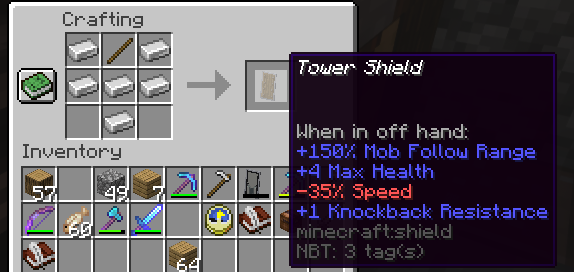 Crafting
Tower Shield
When in off hand:
+150% Mob Follow Range
+4 Max Health
-35% Speed
+1 Knockback Resistance
minecraft:shield
NBT: 3 tag(s)
Inventory
57
49
7
60
64